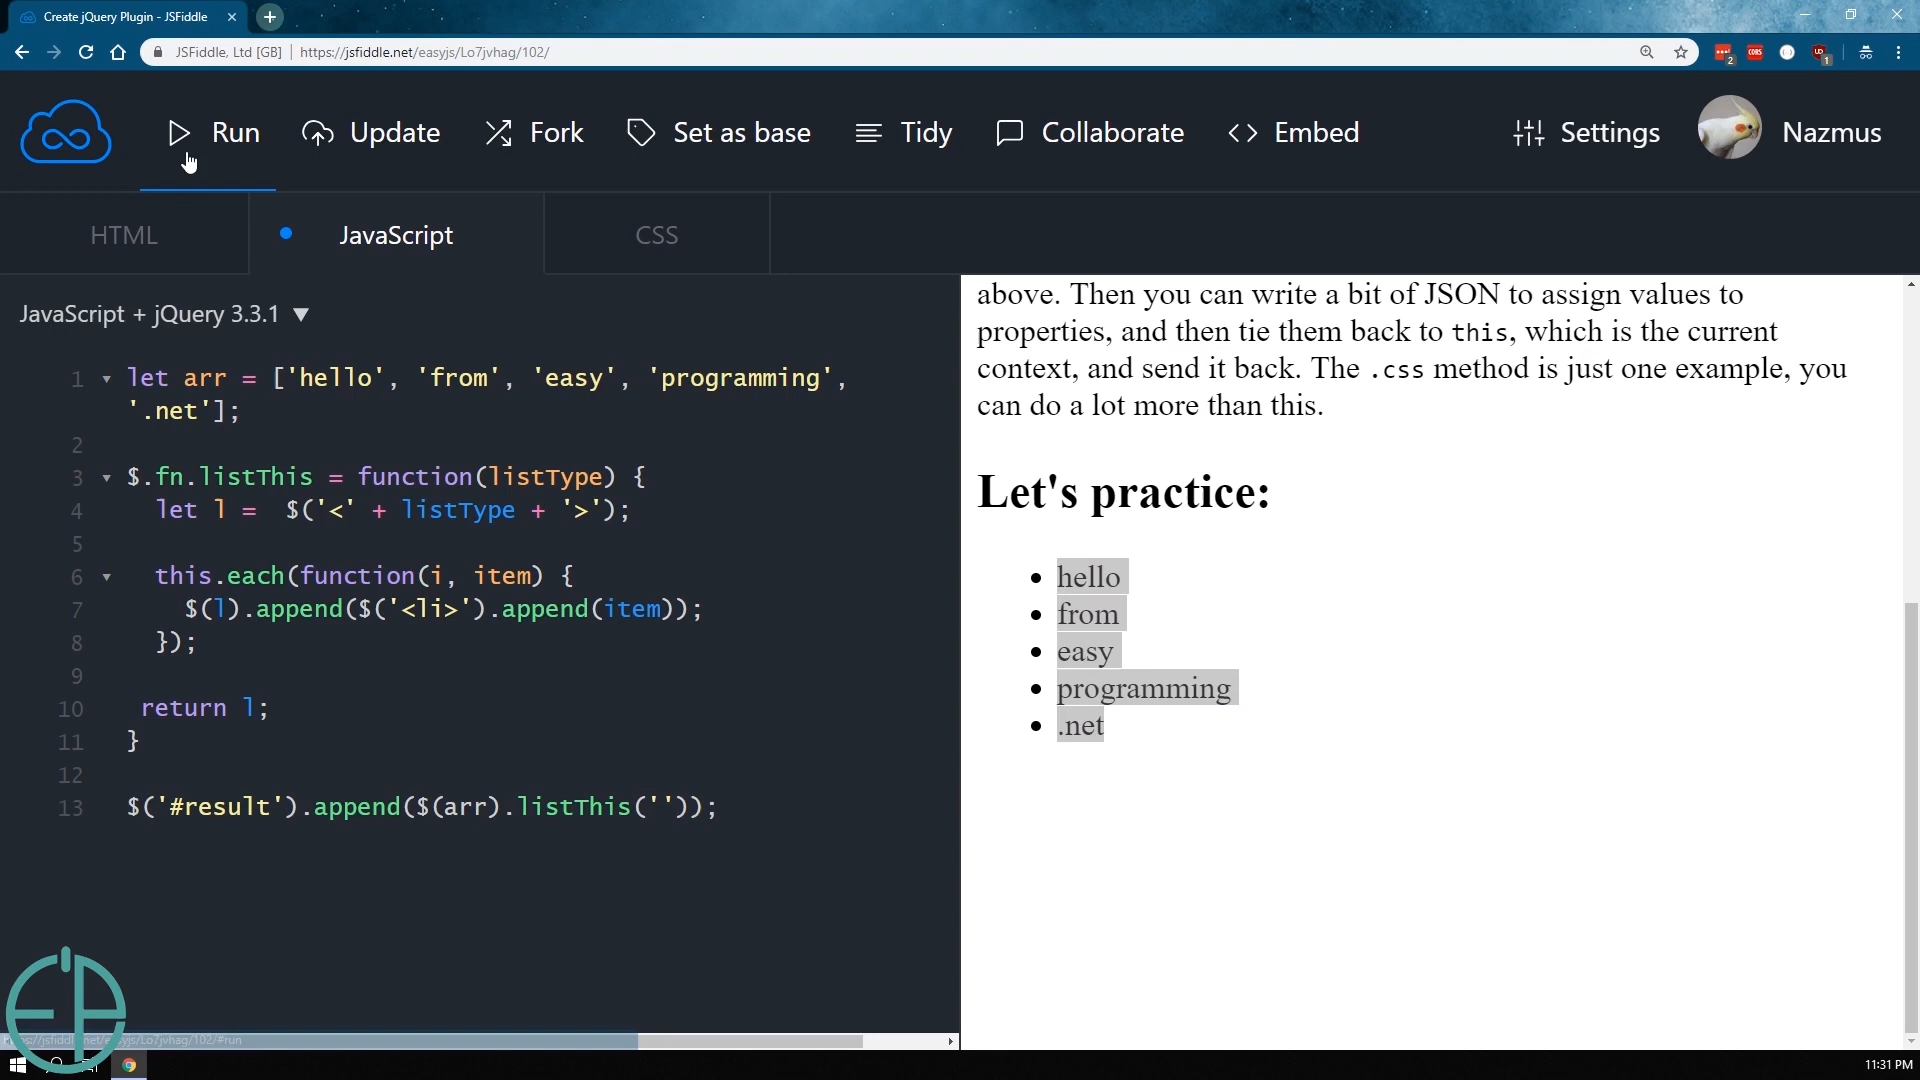 Create jQuery Plugin - JSFiddle
JSFiddle, Ltd [GB] | https://jsfiddle.net/easyjs/Lo7jvhag/102/
2
CORS
1
Run
Update
Fork
Set as base
Tidy
Collaborate
Embed
Settings
Nazmus
HTML
JavaScript
CSS
JavaScript + jQuery 3.3.1 ▼
1 let arr = ['hello', 'from', 'easy', 'programming',
'.net'];
2
3 $.fn.listThis = function(listType) {
4 let l =  $('<' + listType + '>');
5
6 this.each(function(i, item) {
7 $(l).append($('<li>').append(item));
8 });
9
10 return l;
11 }
12
13 $('#result').append($(arr).listThis(''));
above. Then you can write a bit of JSON to assign values to
properties, and then tie them back to this, which is the current
context, and send it back. The .css method is just one example, you
can do a lot more than this.
Let's practice:
• hello
• from
• easy
• programming
• .net
11:31 PM